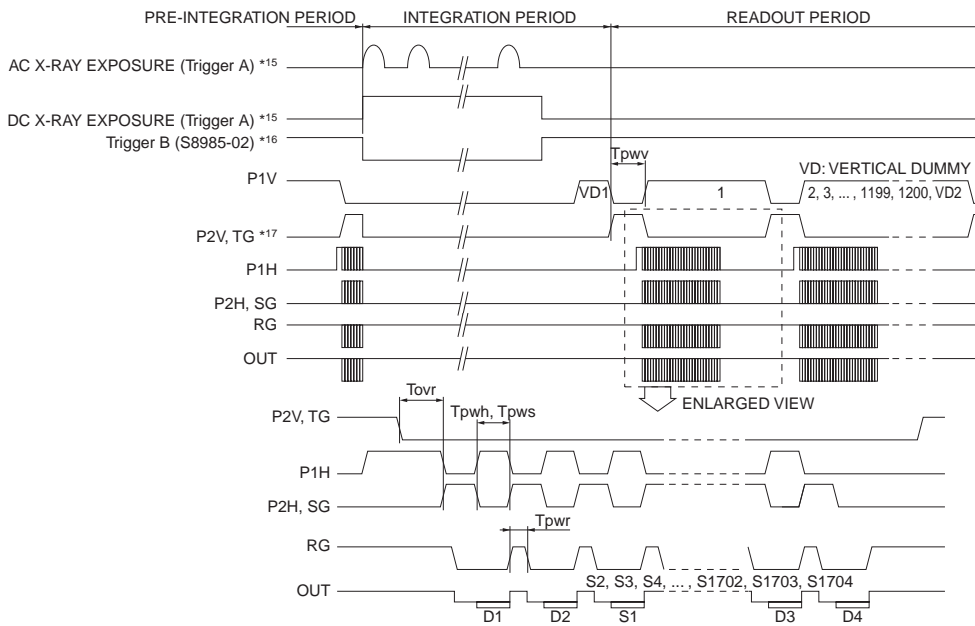 PRE-INTEGRATION PERIOD INTEGRATION PERIOD READOUT PERIOD
AC X-RAY EXPOSURE (Trigger A) *15
DC X-RAY EXPOSURE (Trigger A) *15
Trigger B (S8985-02) *16
Tpwv
VD: VERTICAL DUMMY
P1V
VD1 1 2, 3, ... , 1199, 1200, VD2
P2V, TG *17
P1H
P2H, SG
RG
OUT
ENLARGED VIEW
Tovr
Tpwh, Tpws
P2V, TG
P1H
P2H, SG
Tpwr
RG
S2, S3, S4, ... , S1702, S1703, S1704
OUT
D1 D2 S1 D3 D4